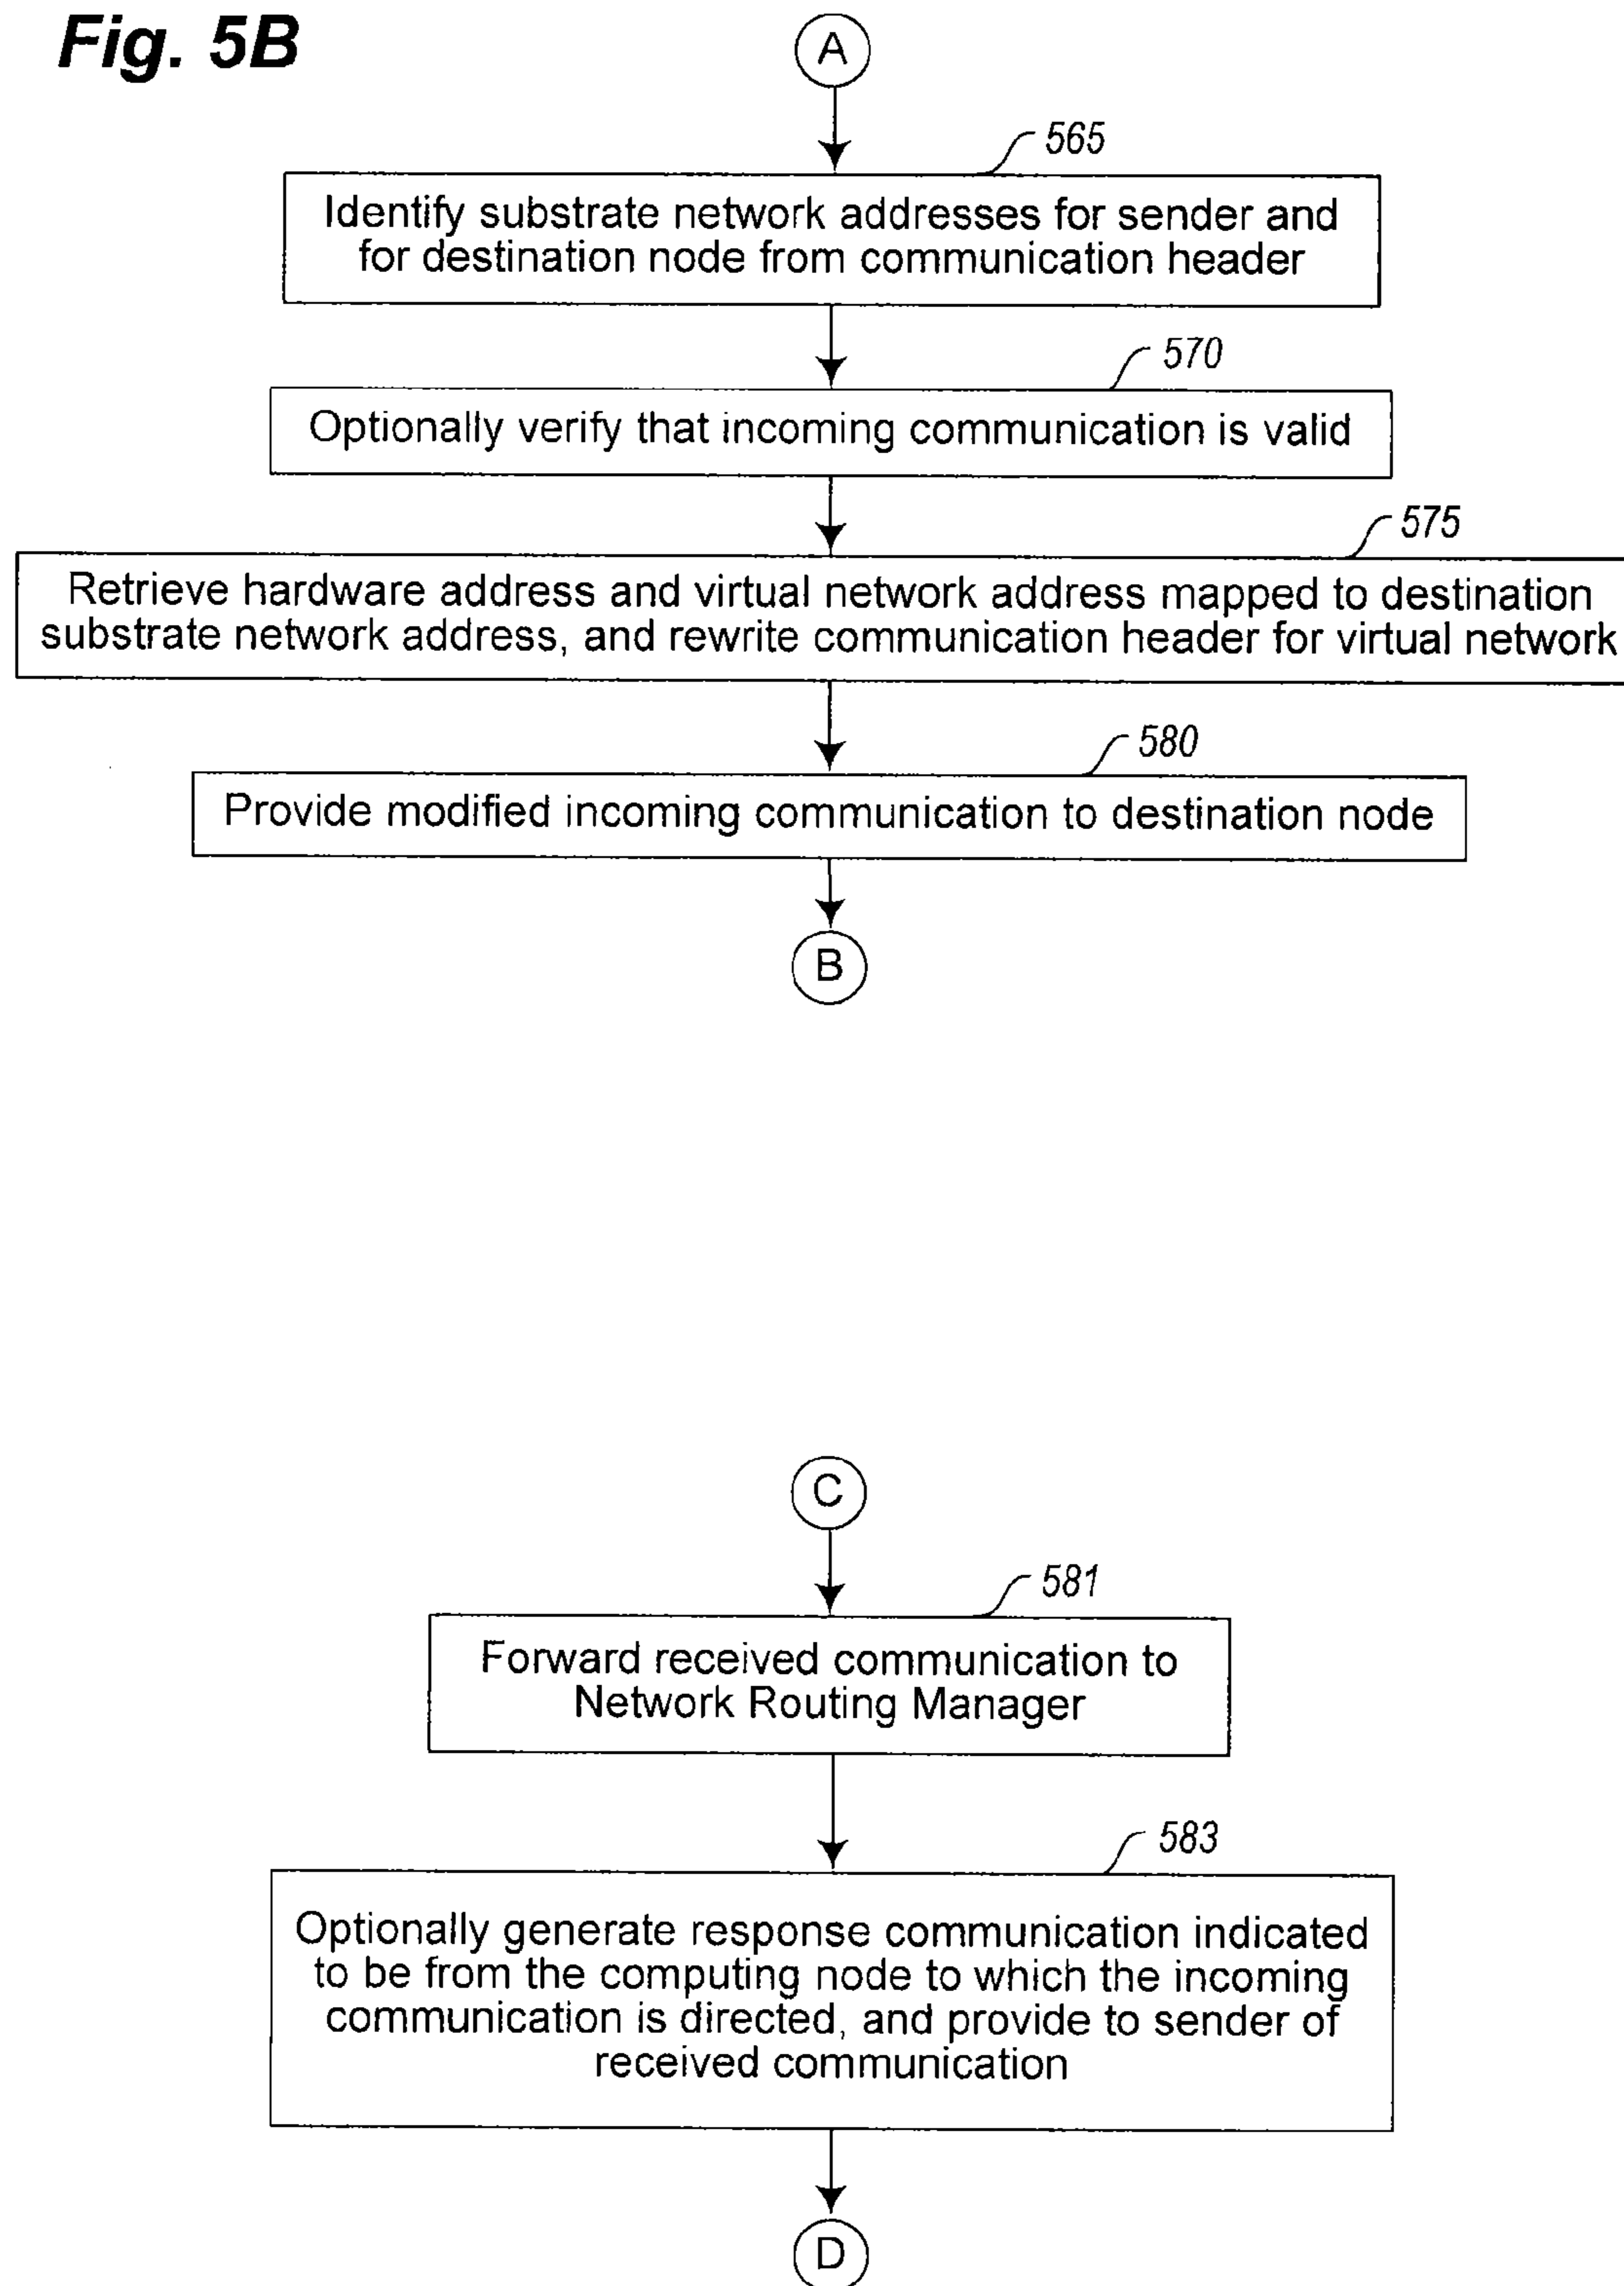 Fig. 5B
A
565
Identify substrate network addresses for sender and
for destination node from communication header
570
Optionally verify that incoming communication is valid
575
Retrieve hardware address and virtual network address mapped to destination
substrate network address, and rewrite communication header for virtual network
580
Provide modified incoming communication to destination node
B
C
581
Forward received communication to
Network Routing Manager
583
Optionally generate response communication indicated
to be from the computing node to which the incoming
communication is directed, and provide to sender of
received communication
D